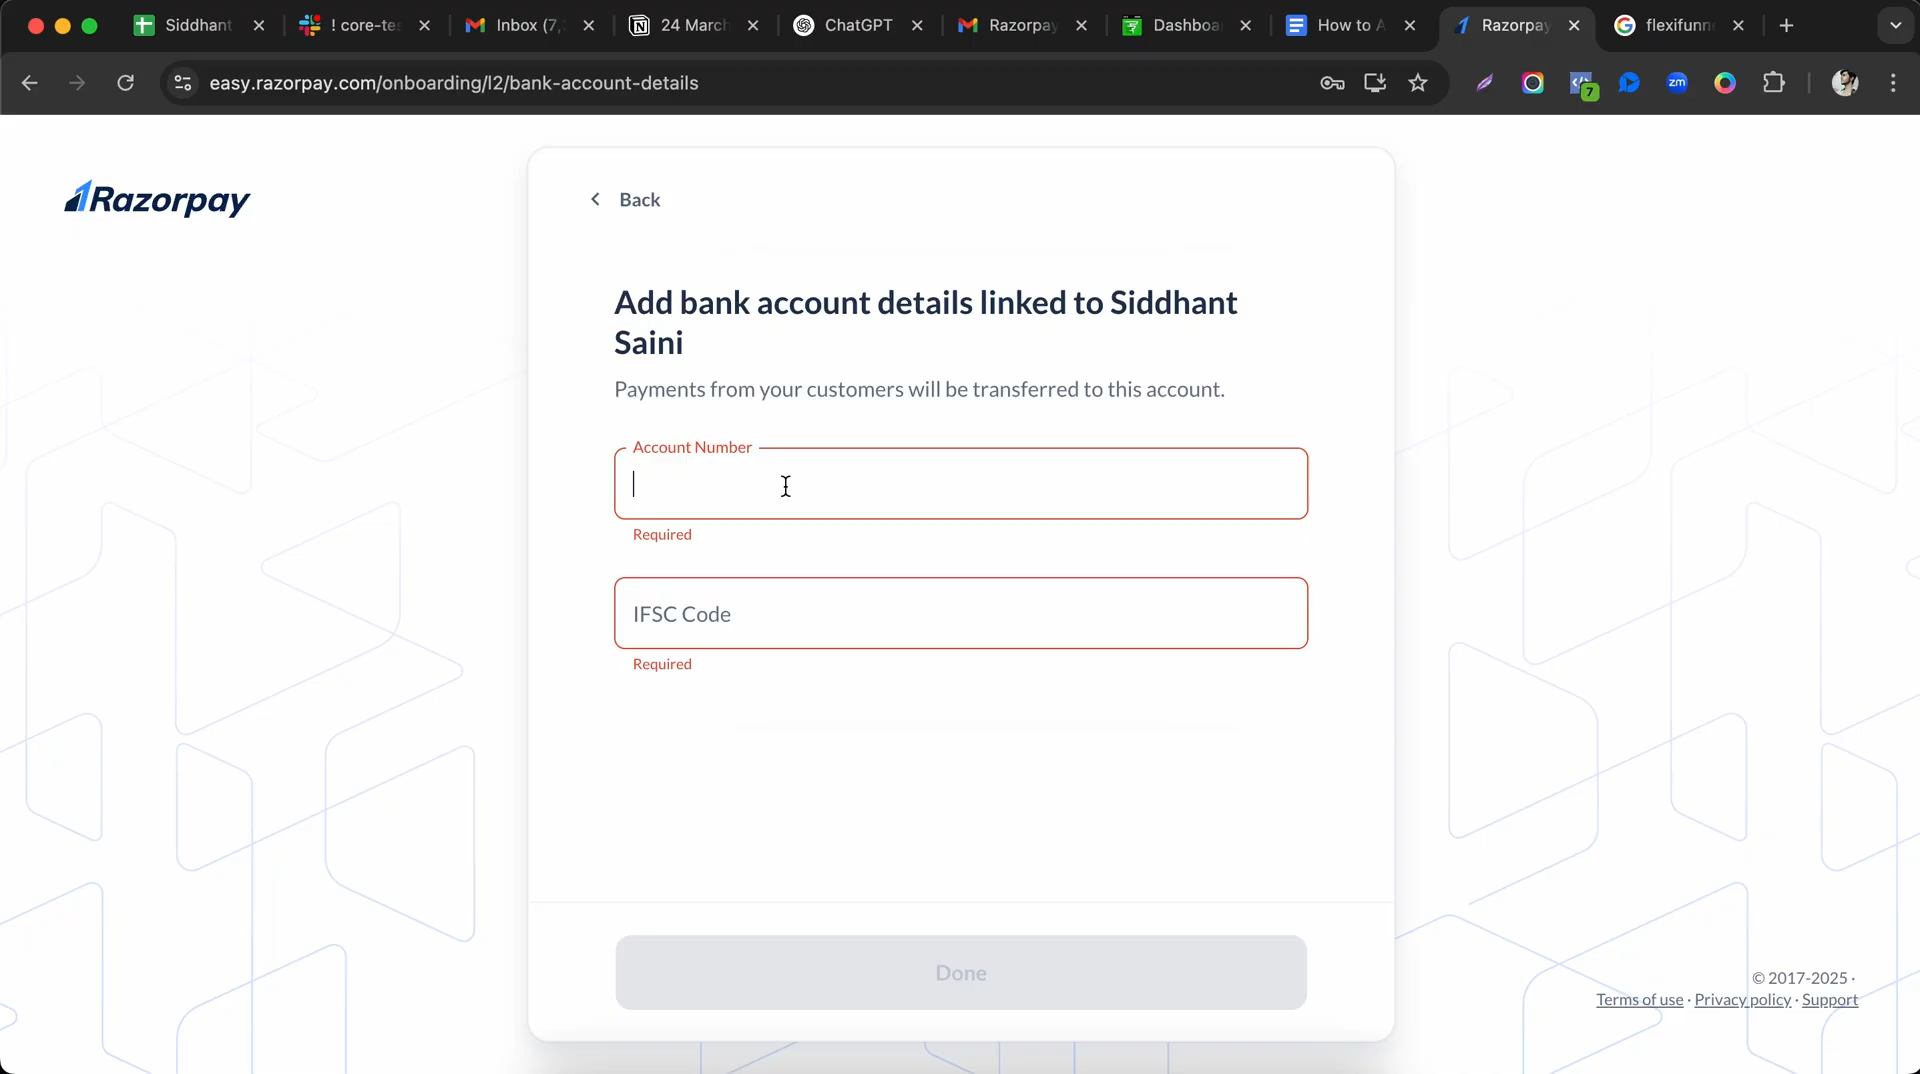 Siddhant
! core-te
Inbox (7,
24 March
ChatGPT
Razorpay
Dashboa
How to A
Razorpay
flexifunn
easy.razorpay.com/onboarding/l2/bank-account-details
7
zm
Razorpay
Back
Add bank account details linked to Siddhant
Saini
Payments from your customers will be transferred to this account.
Account Number
Required
IFSC Code
Required
Done
© 2017-2025 ·
Terms of use · Privacy policy · Support